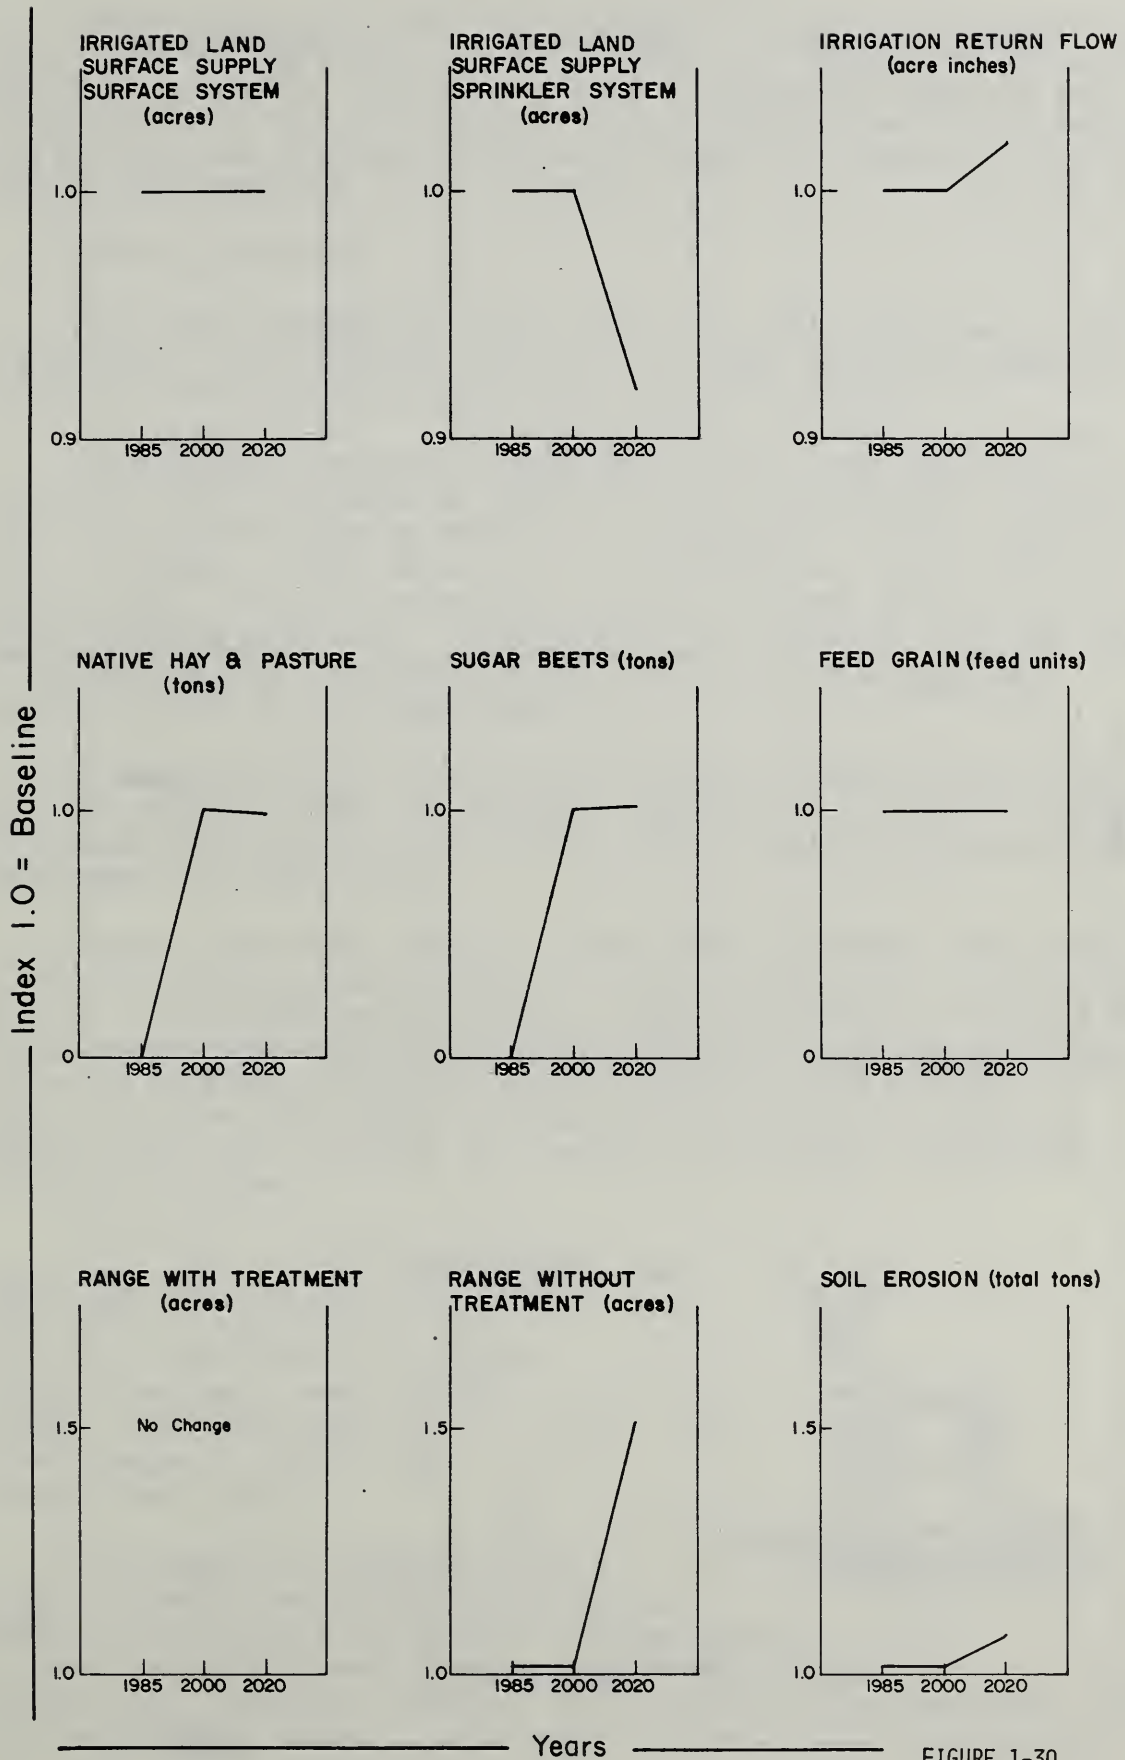 IRRIGATED LAND
SURFACE SUPPLY
SURFACE SYSTEM
(acres)
1.0
0.9
1985 2000 2020
IRRIGATED LAND
SURFACE SUPPLY
SPRINKLER SYSTEM
(acres)
1.0
0.9
1985 2000 2020
IRRIGATION RETURN FLOW
(acre inches)
1.0
0.9
1985 2000 2020
Index 1.0 = Baseline
NATIVE HAY & PASTURE
(tons)
1.0
0
1985 2000 2020
SUGAR BEETS (tons)
1.0
0
1985 2000 2020
FEED GRAIN (feed units)
1.0
0
1985 2000 2020
RANGE WITH TREATMENT
(acres)
1.5
No Change
1.0
1985 2000 2020
RANGE WITHOUT
TREATMENT (acres)
1.5
1.0
1985 2000 2020
SOIL EROSION (total tons)
1.5
1.0
1985 2000 2020
Years
FIGURE 1-30